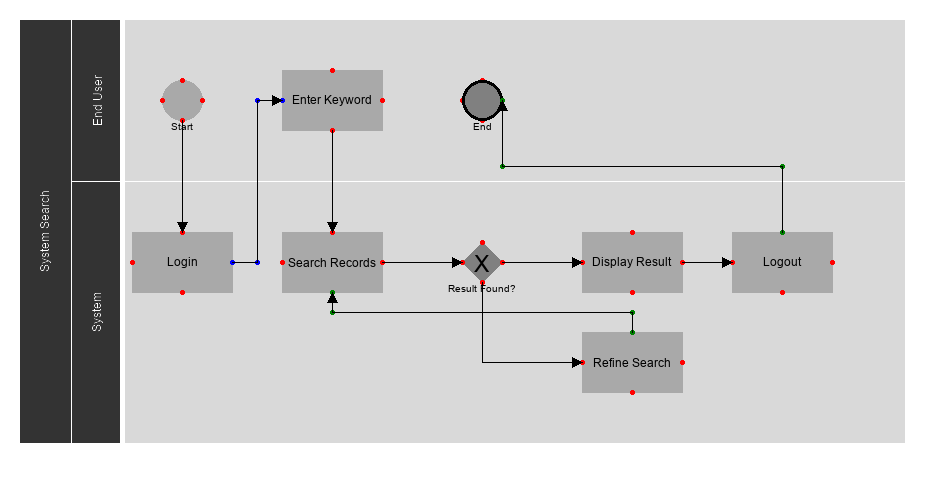 System Search
End User
Start
Enter Keyword
End
System
Login
Search Records
X
Result Found?
Display Result
Logout
Refine Search